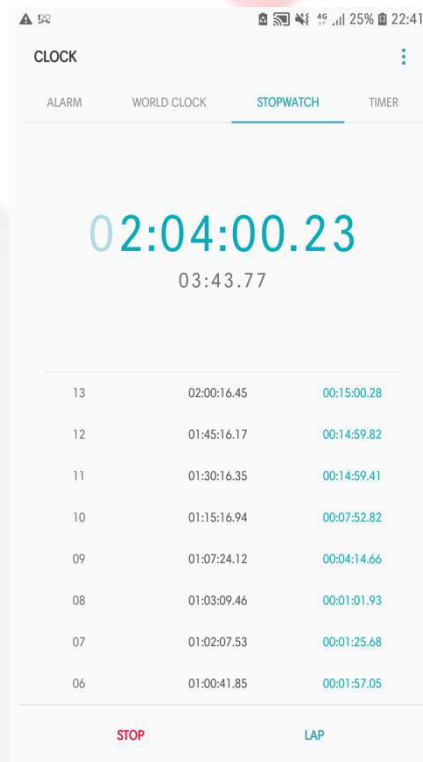 4G 25% 22:41
CLOCK
ALARM WORLD CLOCK STOPWATCH TIMER
02:04:00.23
03:43.77
13 02:00:16.45 00:15:00.28
12 01:45:16.17 00:14:59.82
11 01:30:16.35 00:14:59.41
10 01:15:16.94 00:07:52.82
09 01:07:24.12 00:04:14.66
08 01:03:09.46 00:01:01.93
07 01:02:07.53 00:01:25.68
06 01:00:41.85 00:01:57.05
STOP LAP